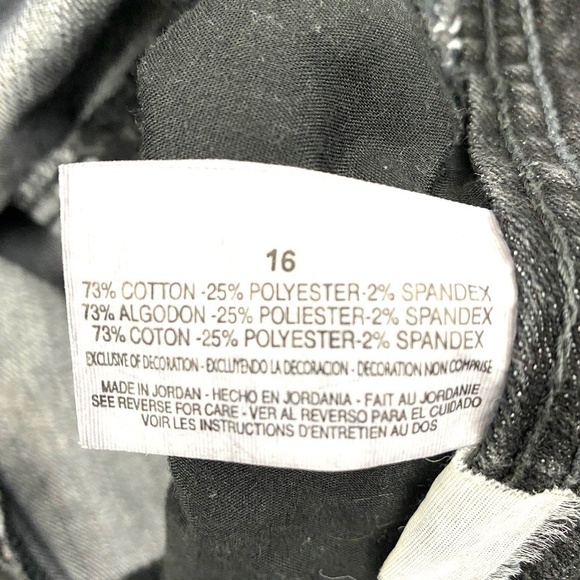 16
73% COTTON -25% POLYESTER-2% SPANDEX
73% ALGODON -25% POLIESTER-2% SPANDEX
73% COTON -25% POLYESTER-2% SPANDEX
EXCLUSIVE OF DECORATION - EXCLUYENDO LA DECORACION - DECORATION NON COMPRISE
MADE IN JORDAN - HECHO EN JORDANIA - FAIT AU JORDANIE
SEE REVERSE FOR CARE - VER AL REVERSO PARA EL CUIDADO
VOIR LES INSTRUCTIONS D'ENTRETIEN AU DOS